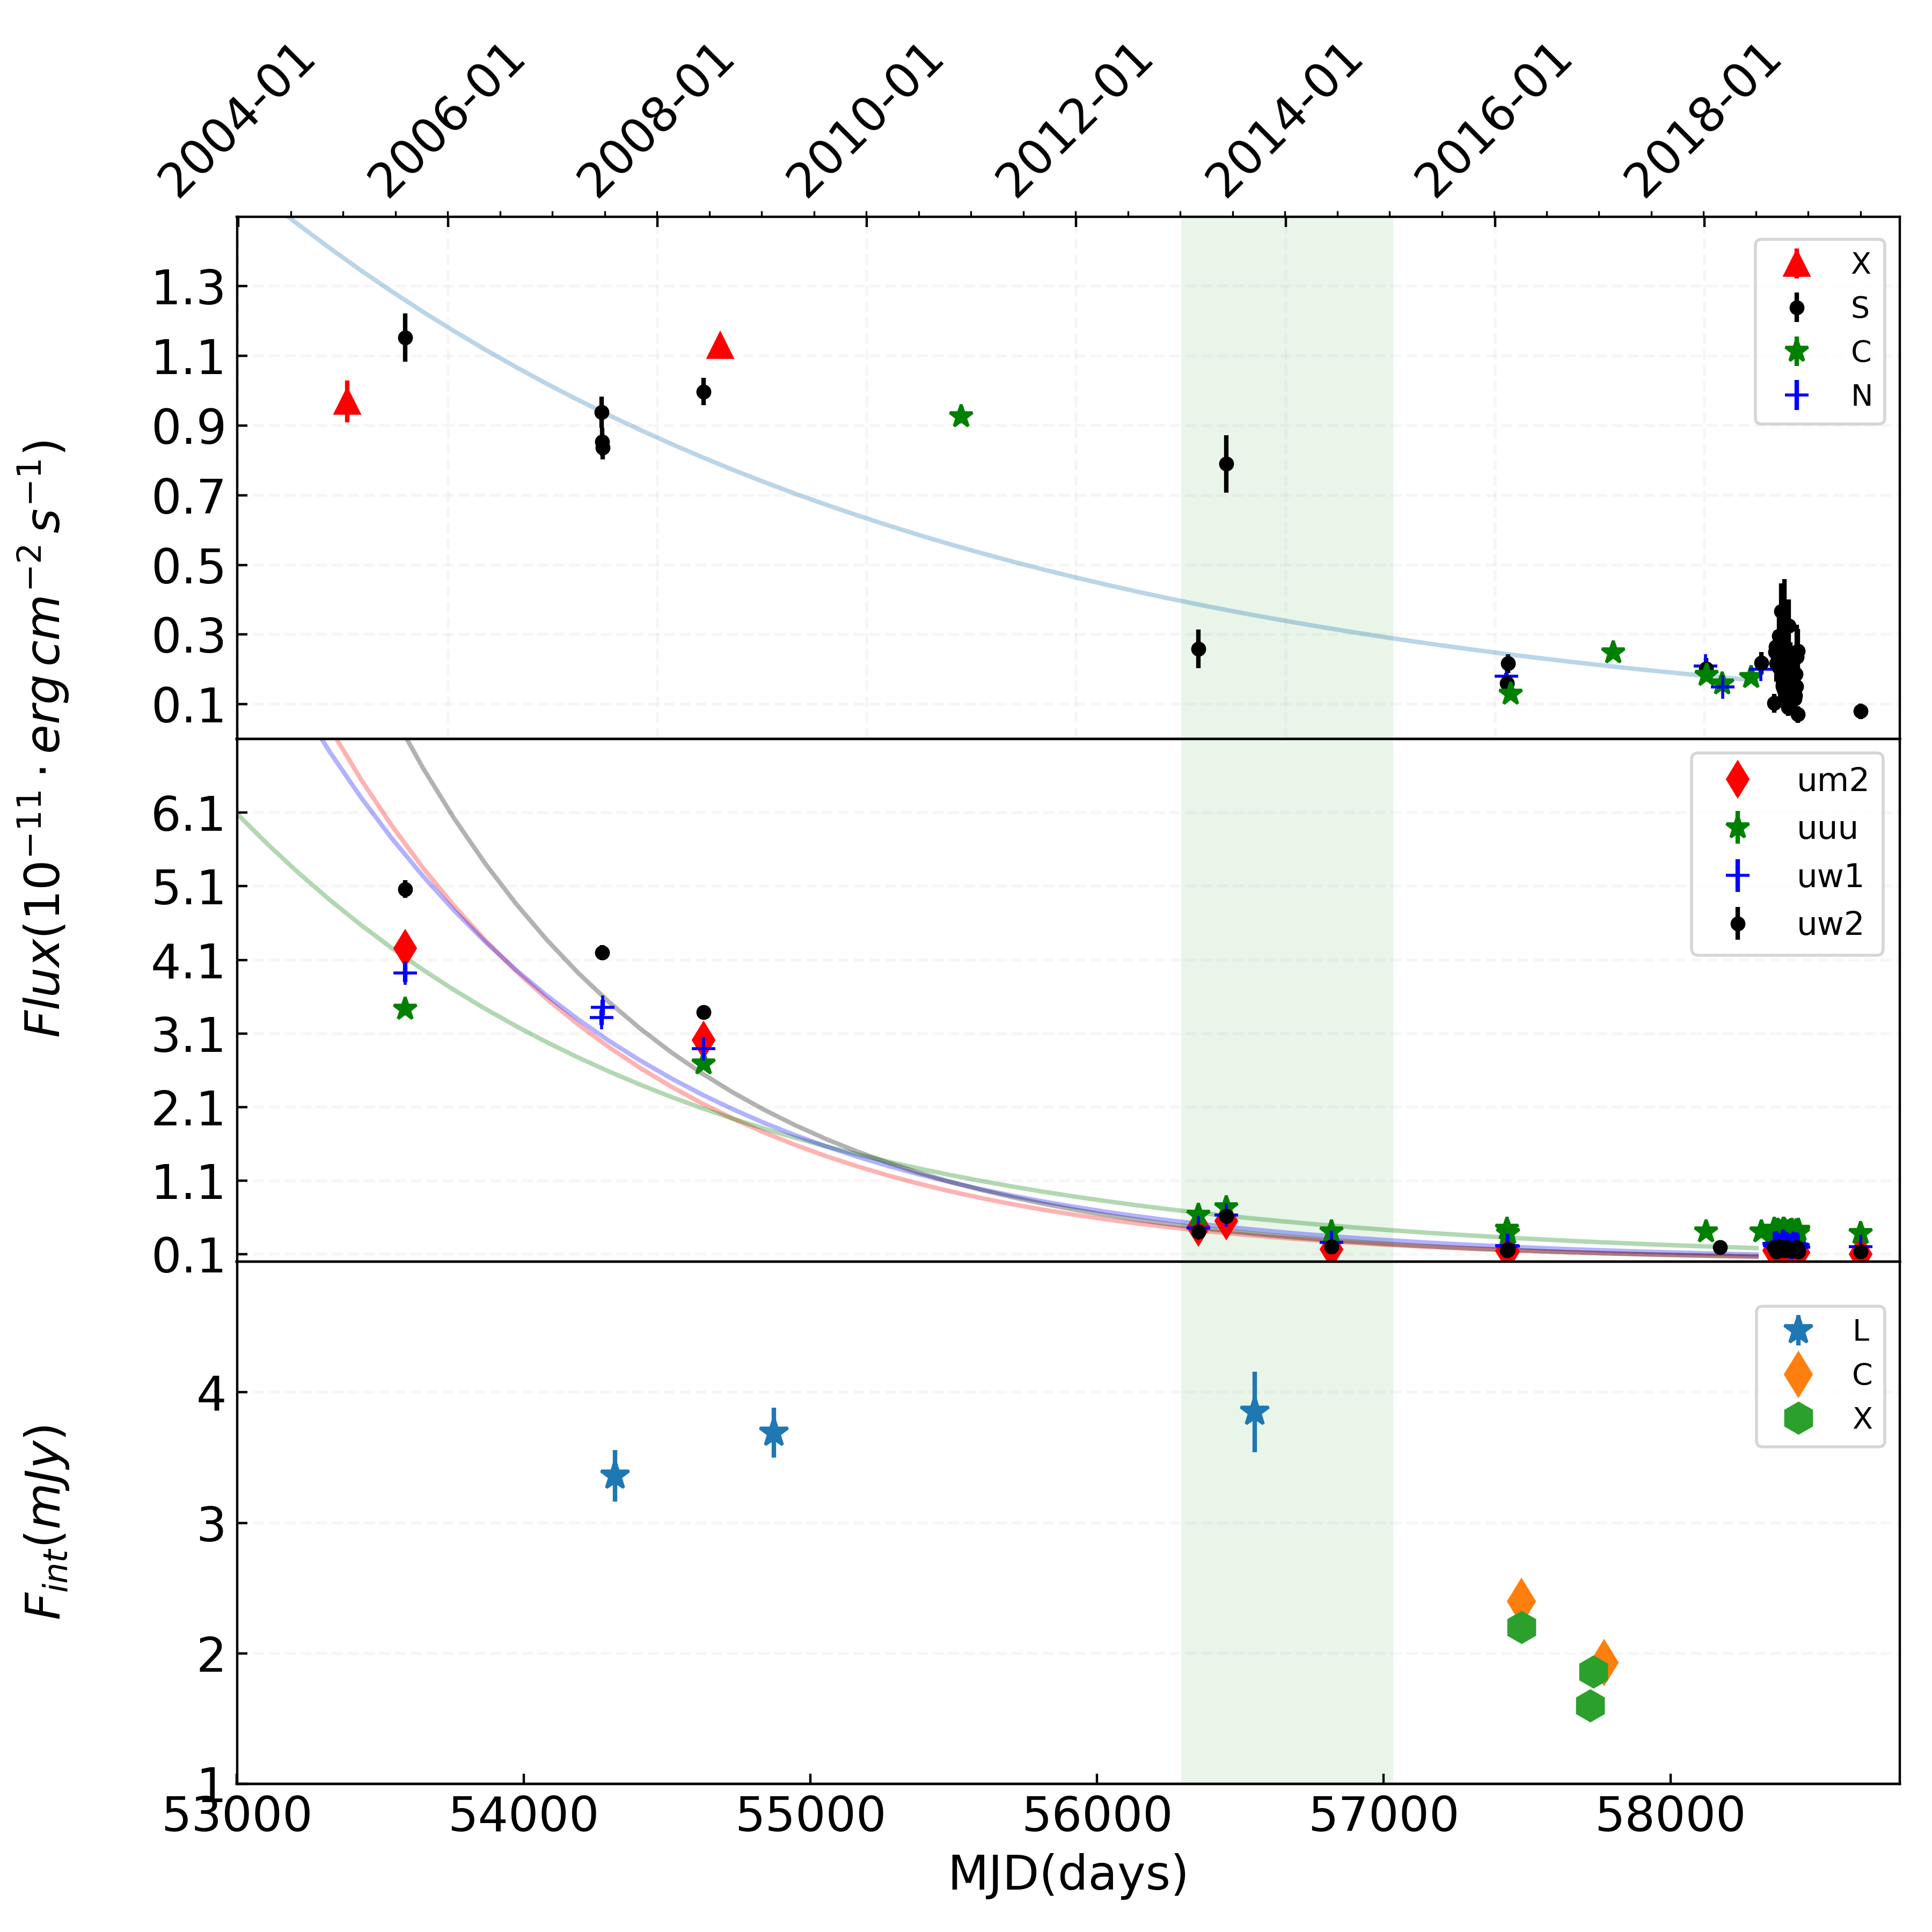 2004-01 2006-01 2008-01 2010-01 2012-01 2014-01 2016-01 2018-01
1.3
1.1
0.9
0.7
0.5
0.3
0.1
X
S
C
N
Flux(10⁻¹¹ · erg cm⁻² s⁻¹)
6.1
5.1
4.1
3.1
2.1
1.1
0.1
um2
uuu
uw1
uw2
F_int(mJy)
4
3
2
1
L
C
X
53000 54000 55000 56000 57000 58000
MJD(days)